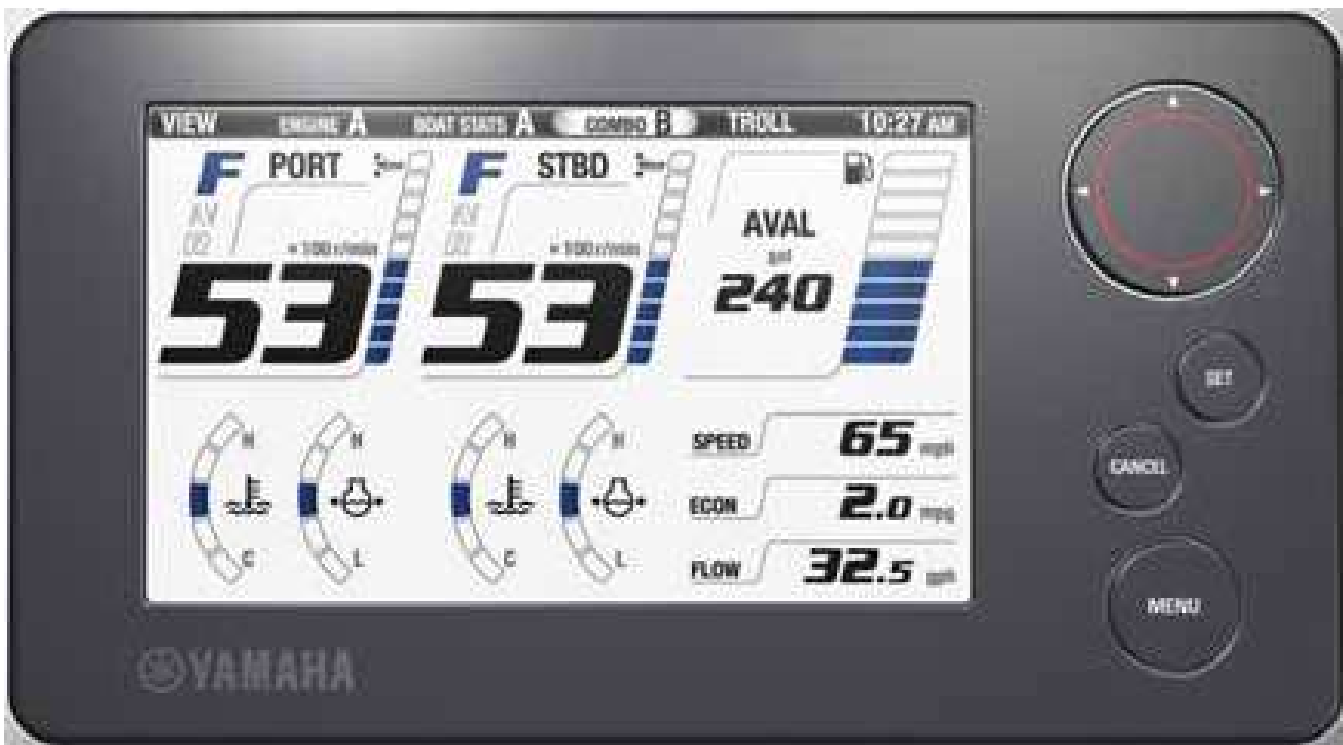 VIEW ENGINE A BOAT STATS A COMBO B TROLL 10:27 AM
F PORT F STBD
N N
R R
AVAL
× 100 r/min × 100 r/min gal
53 53 240
H H H H
SPEED 65 mph
ECON 2.0 mpg
C L C L
FLOW 32.5 gph
SET
CANCEL
MENU
YAMAHA